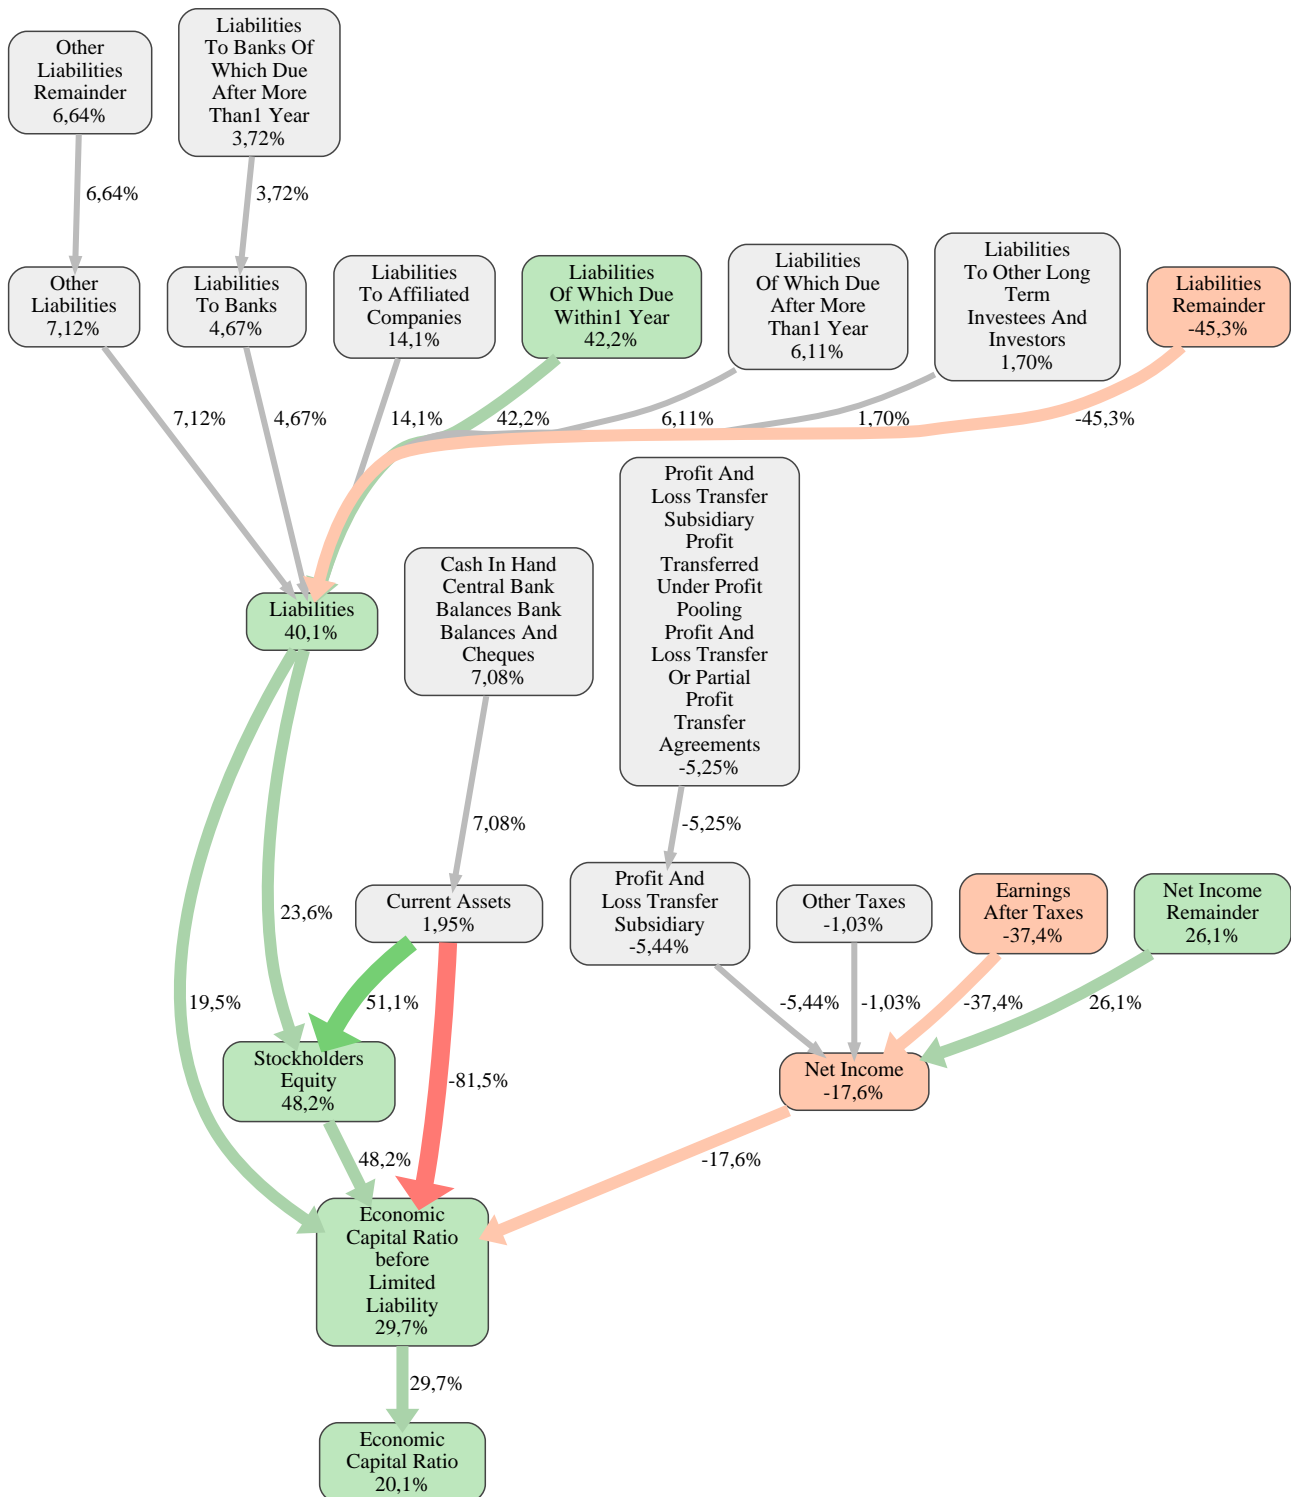 Other
Liabilities
Remainder
6,64%
Liabilities
To Banks Of
Which Due
After More
Than1 Year
3,72%
6,64%
3,72%
Other
Liabilities
7,12%
Liabilities
To Banks
4,67%
Liabilities
To Affiliated
Companies
14,1%
Liabilities
Of Which Due
Within1 Year
42,2%
Liabilities
Of Which Due
After More
Than1 Year
6,11%
Liabilities
To Other Long
Term
Investees And
Investors
1,70%
Liabilities
Remainder
-45,3%
7,12%
4,67%
14,1%
42,2%
6,11%
1,70%
-45,3%
Profit And
Loss Transfer
Subsidiary
Profit
Transferred
Under Profit
Pooling
Profit And
Loss Transfer
Or Partial
Profit
Transfer
Agreements
-5,25%
Cash In Hand
Central Bank
Balances Bank
Balances And
Cheques
7,08%
Liabilities
40,1%
7,08%
-5,25%
Current Assets
1,95%
Profit And
Loss Transfer
Subsidiary
-5,44%
Other Taxes
-1,03%
Earnings
After Taxes
-37,4%
Net Income
Remainder
26,1%
23,6%
19,5%
51,1%
-5,44%
-1,03%
-37,4%
26,1%
Stockholders
Equity
48,2%
-81,5%
Net Income
-17,6%
48,2%
-17,6%
Economic
Capital Ratio
before
Limited
Liability
29,7%
29,7%
Economic
Capital Ratio
20,1%